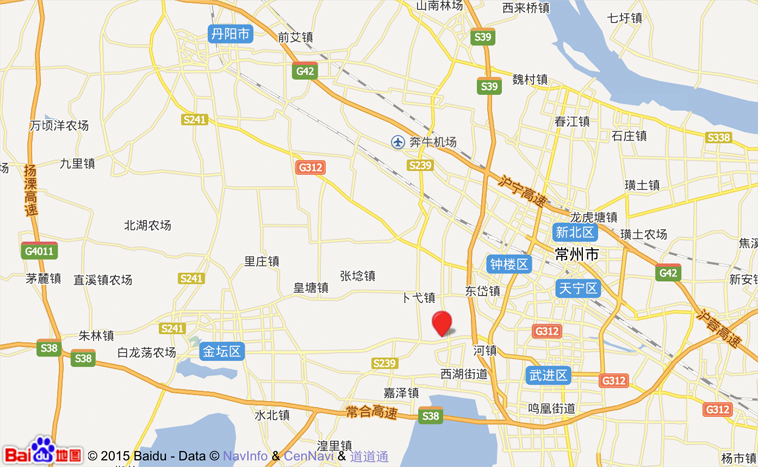 山南林场
西来桥镇
七圩镇
丹阳市
前艾镇
S39
G42
魏村镇
S39
万顷洋农场
S241
春江镇
石庄镇
S338
奔牛机场
九里镇
G312
S239
扬溧高速
沪宁高速
璜土镇
龙虎塘镇
北湖农场
新北区
璜土农场
焦溪
G4011
常州市
里庄镇
钟楼区
G42
茅麓镇
直溪镇农场
张埝镇
皇塘镇
天宁区
新安镇
S241
卜弋镇
东岱镇
沪蓉高速
朱林镇
S241
G312
S38
S38
白龙荡农场
金坛区
河镇
S239
西湖街道
武进区
G312
嘉泽镇
水北镇
常合高速
S38
鸣凰街道
G312
湟里镇
杨市镇
Bai du 地图
© 2015 Baidu - Data © NavInfo & CenNavi & 道道通